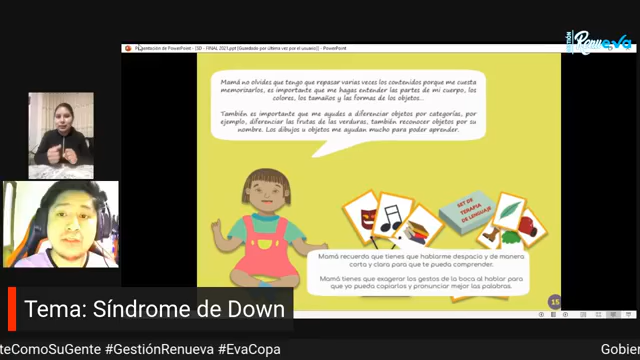 GESTIÓN
Renueva
Presentación de PowerPoint - [SD - FINAL 2021.ppt [Guardado por última vez por el usuario] - PowerPoint
Mamá no olvides que tengo que repasar varias veces los contenidos porque me cuesta
memorizarlos, es importante que me hagas entender las partes de mi cuerpo, los
colores, los tamaños y las formas de los objetos...
También es importante que me ayudes a diferenciar objetos por categorías, por
ejemplo, diferenciar las frutas de las verduras, también reconocer objetos por su
nombre. Los dibujos u objetos me ayudan mucho para poder aprender.
SET DE
TERAPIA
DE LENGUAJE
Mamá recuerda que tienes que hablarme despacio y de manera
corta y clara para que te pueda comprender.
Mamá tienes que exagerar los gestos de la boca al hablar para
que yo pueda copiarlos y pronunciar mejor las palabras.
15
Tema: Síndrome de Down
teComoSuGente #GestiónRenueva #EvaCopa
Gobier